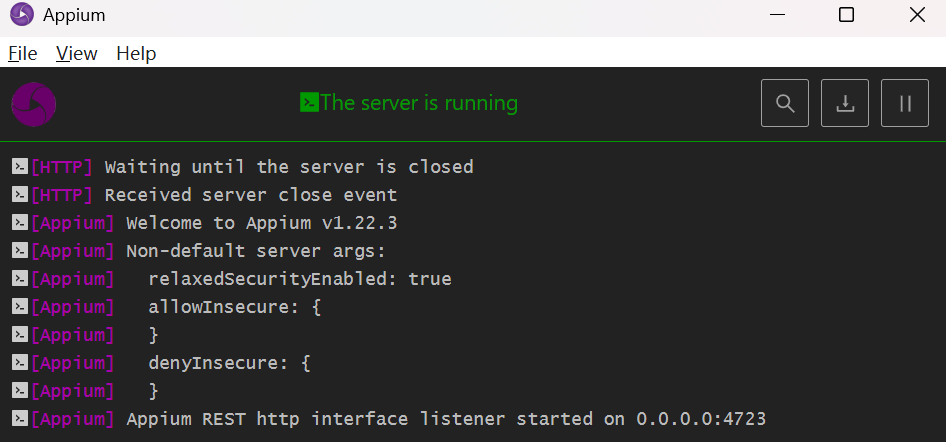 Appium
File View Help
The server is running
[HTTP] Waiting until the server is closed
[HTTP] Received server close event
[Appium] Welcome to Appium v1.22.3
[Appium] Non-default server args:
[Appium]   relaxedSecurityEnabled: true
[Appium]   allowInsecure: {
[Appium]   }
[Appium]   denyInsecure: {
[Appium]   }
[Appium] Appium REST http interface listener started on 0.0.0.0:4723